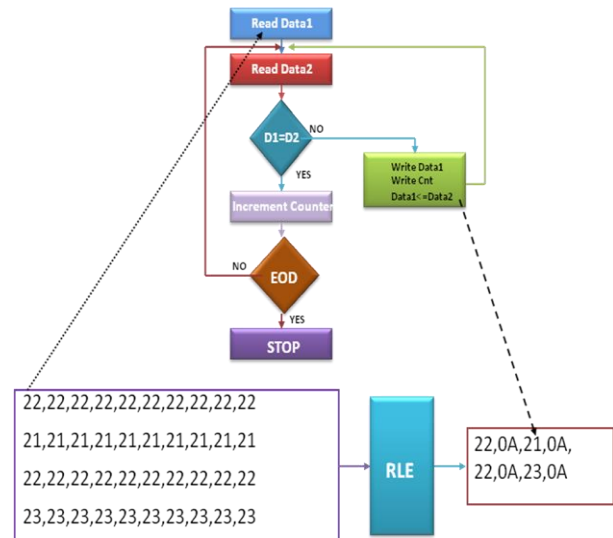 Read Data1
Read Data2
D1=D2
NO
YES
Write Data1
Write Cnt
Data1<=Data2
Increment Counter
NO
EOD
YES
STOP
22,22,22,22,22,22,22,22,22,22
21,21,21,21,21,21,21,21,21,21
22,22,22,22,22,22,22,22,22,22
23,23,23,23,23,23,23,23,23,23
RLE
22,0A,21,0A,
22,0A,23,0A